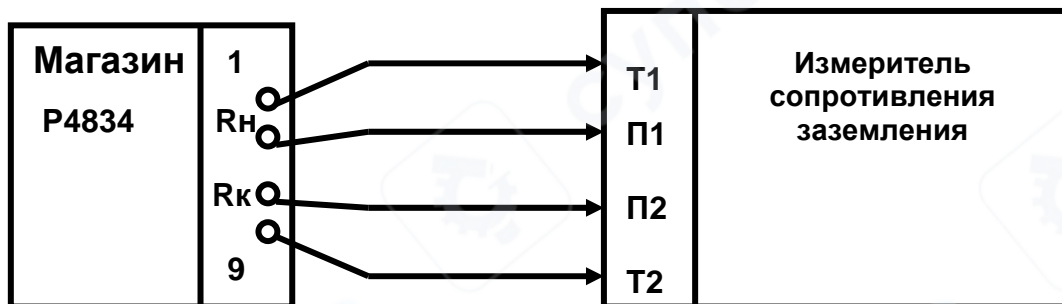 Магазин
Р4834
1
Rн
Rк
9
Т1
П1
П2
Т2
Измеритель
сопротивления
заземления